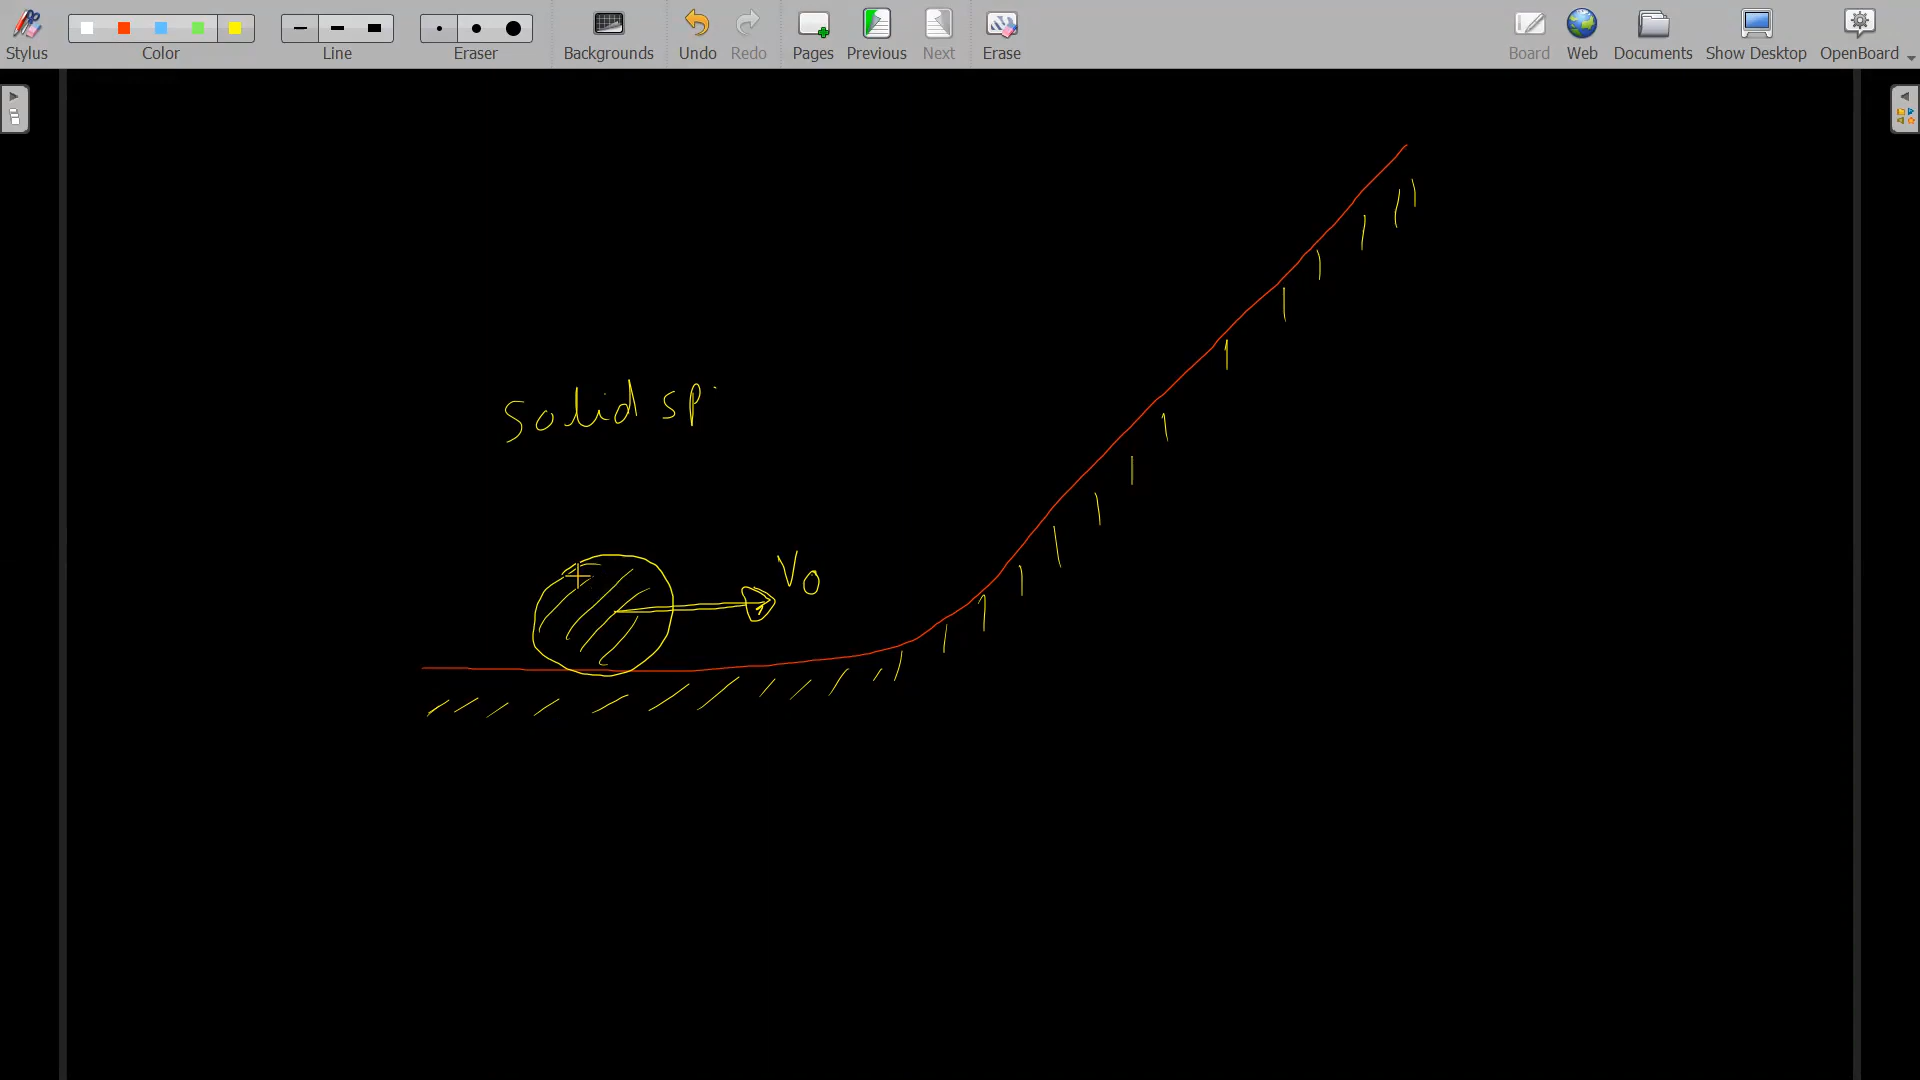 Stylus Color Line Eraser Backgrounds Undo Redo Pages Previous Next Erase Board Web Documents Show Desktop OpenBoard
Solid sp
V0